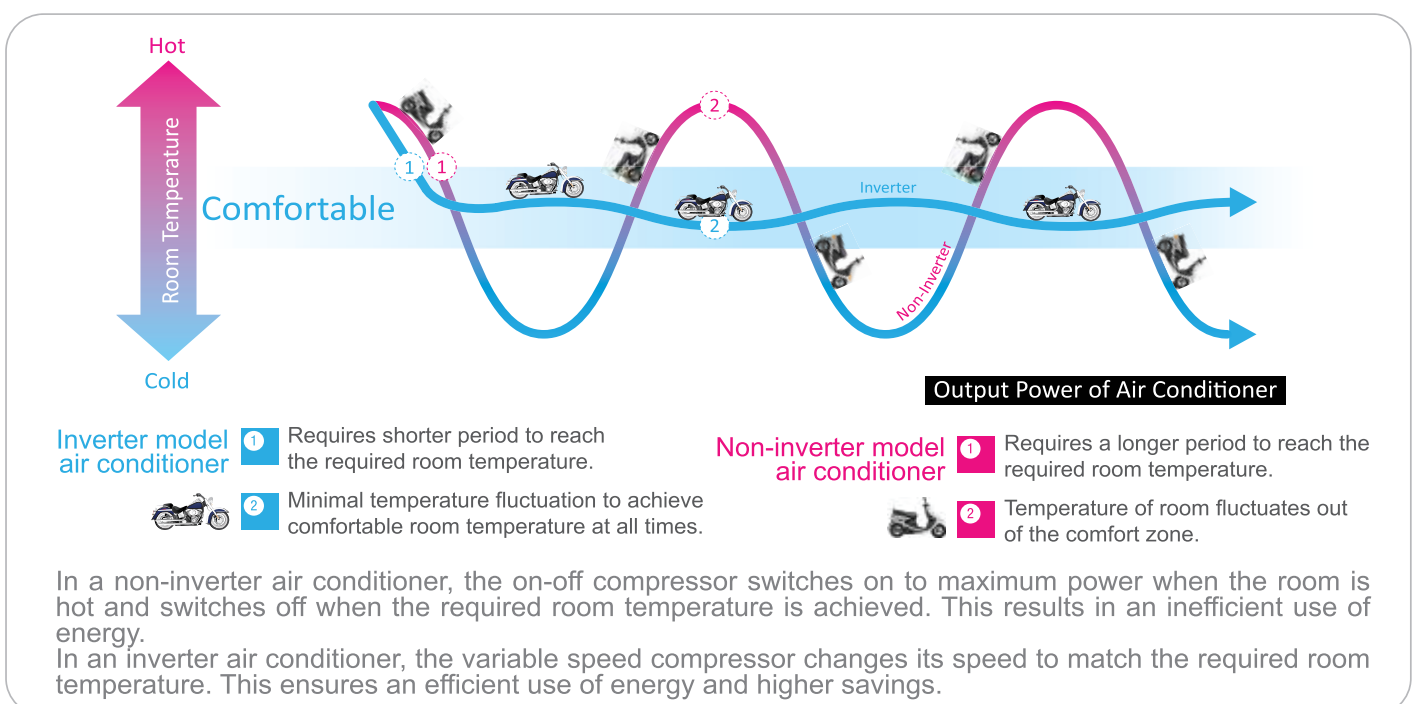 Hot
Room Temperature
Comfortable
Cold
1
1
2
2
Inverter
Non-Inverter
Output Power of Air Conditioner
Inverter model
air conditioner
1
Requires shorter period to reach
the required room temperature.
2
Minimal temperature fluctuation to achieve
comfortable room temperature at all times.
Non-inverter model
air conditioner
1
Requires a longer period to reach the
required room temperature.
2
Temperature of room fluctuates out
of the comfort zone.
In a non-inverter air conditioner, the on-off compressor switches on to maximum power when the room is
hot and switches off when the required room temperature is achieved. This results in an inefficient use of
energy.
In an inverter air conditioner, the variable speed compressor changes its speed to match the required room
temperature. This ensures an efficient use of energy and higher savings.